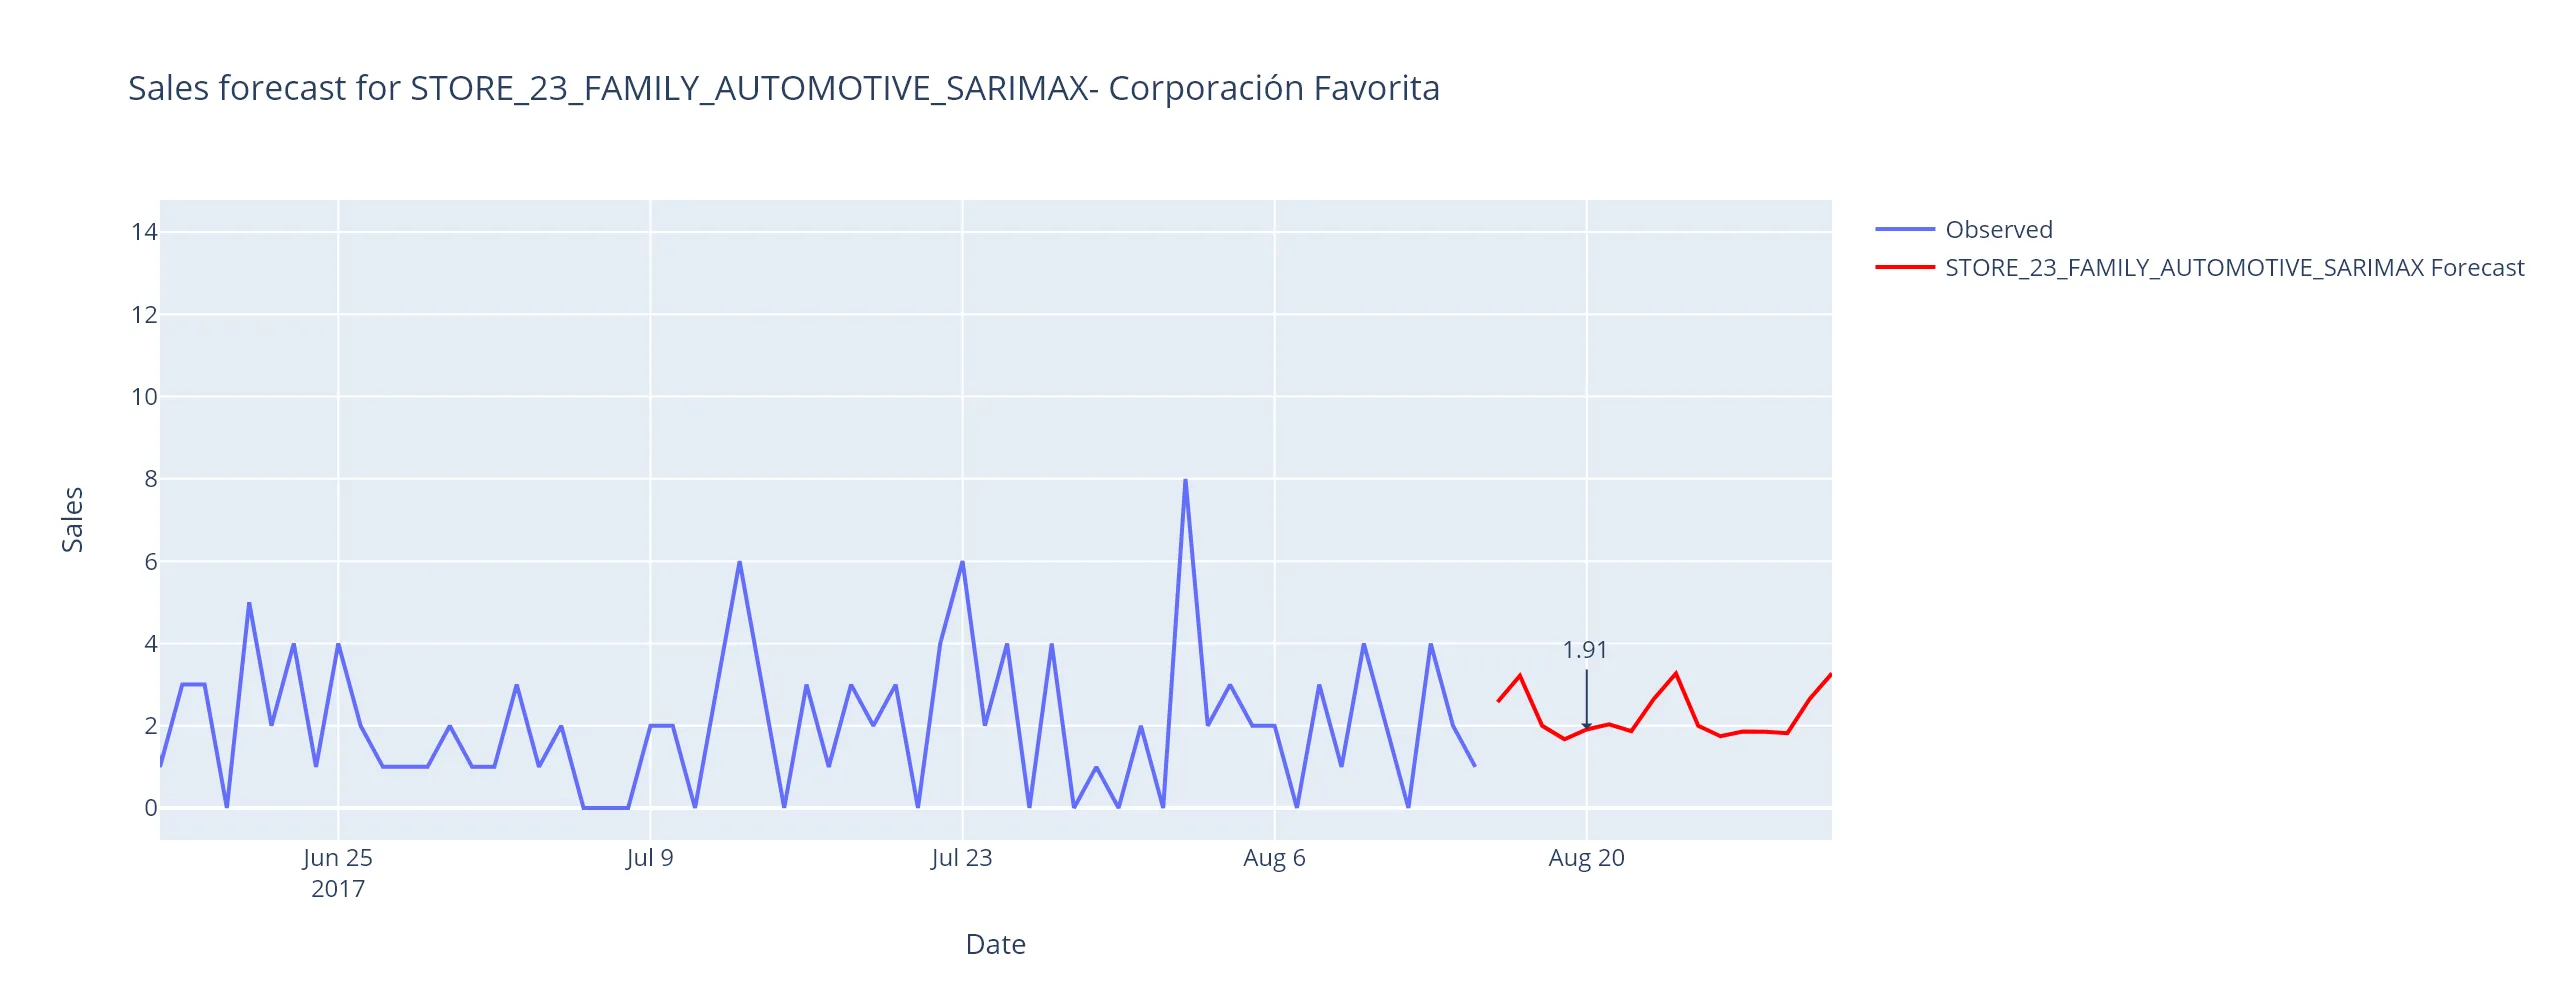 Sales forecast for STORE_23_FAMILY_AUTOMOTIVE_SARIMAX- Corporación Favorita
Observed
STORE_23_FAMILY_AUTOMOTIVE_SARIMAX Forecast
14
12
10
8
6
4
2
0
Sales
1.91
Jun 25
2017
Jul 9
Jul 23
Aug 6
Aug 20
Date